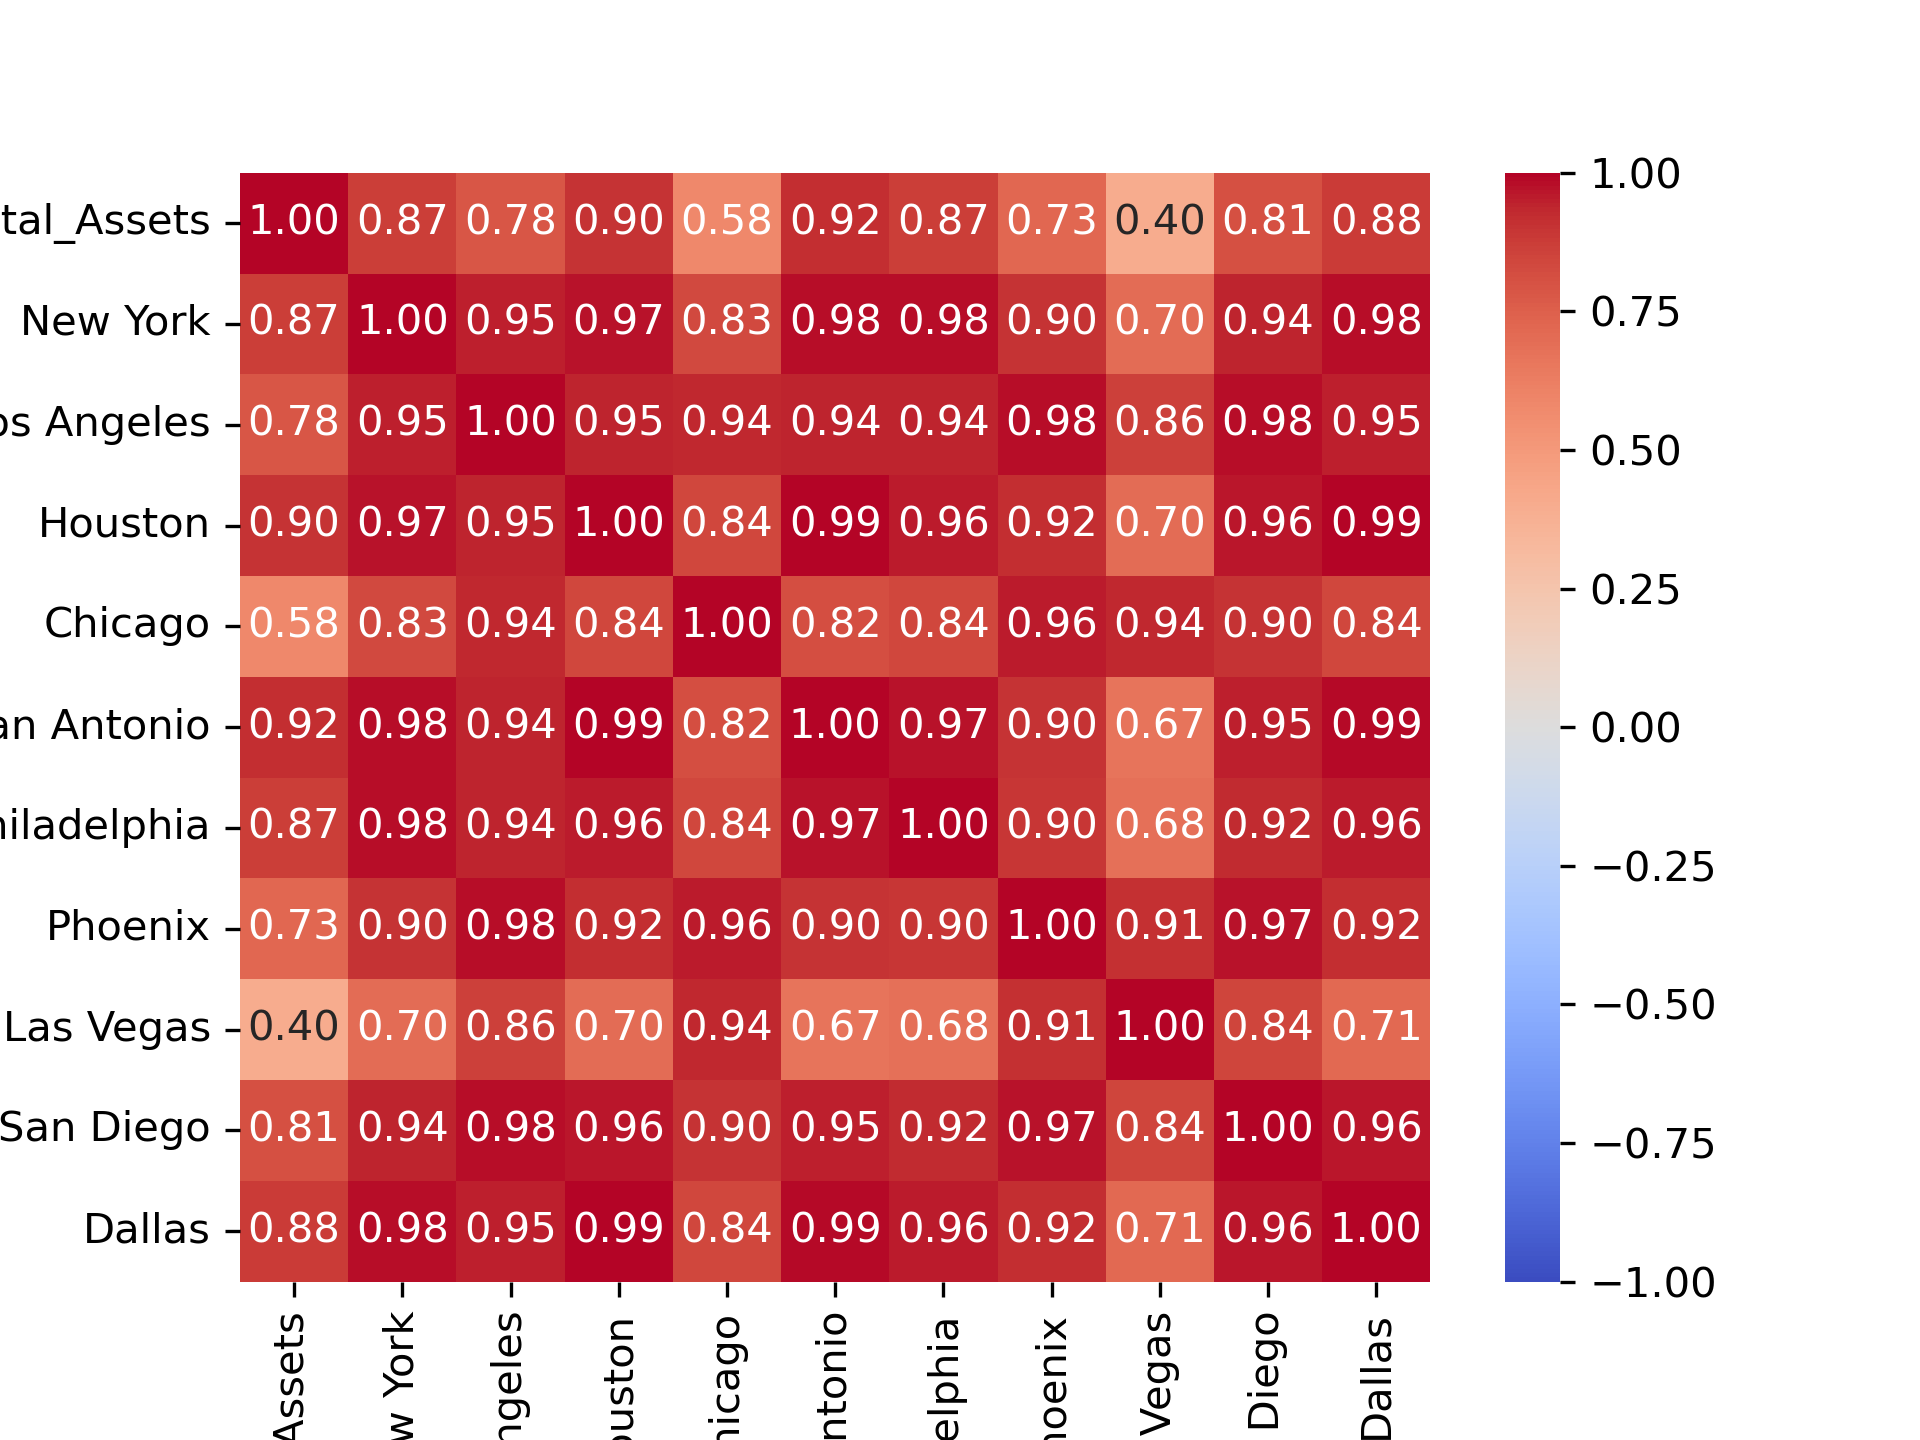 tal_Assets 1.00 0.87 0.78 0.90 0.58 0.92 0.87 0.73 0.40 0.81 0.88
New York 0.87 1.00 0.95 0.97 0.83 0.98 0.98 0.90 0.70 0.94 0.98
os Angeles 0.78 0.95 1.00 0.95 0.94 0.94 0.94 0.98 0.86 0.98 0.95
Houston 0.90 0.97 0.95 1.00 0.84 0.99 0.96 0.92 0.70 0.96 0.99
Chicago 0.58 0.83 0.94 0.84 1.00 0.82 0.84 0.96 0.94 0.90 0.84
an Antonio 0.92 0.98 0.94 0.99 0.82 1.00 0.97 0.90 0.67 0.95 0.99
hiladelphia 0.87 0.98 0.94 0.96 0.84 0.97 1.00 0.90 0.68 0.92 0.96
Phoenix 0.73 0.90 0.98 0.92 0.96 0.90 0.90 1.00 0.91 0.97 0.92
Las Vegas 0.40 0.70 0.86 0.70 0.94 0.67 0.68 0.91 1.00 0.84 0.71
San Diego 0.81 0.94 0.98 0.96 0.90 0.95 0.92 0.97 0.84 1.00 0.96
Dallas 0.88 0.98 0.95 0.99 0.84 0.99 0.96 0.92 0.71 0.96 1.00
Assets
w York
ngeles
ouston
hicago
ntonio
elphia
hoenix
Vegas
Diego
Dallas
1.00
0.75
0.50
0.25
0.00
−0.25
−0.50
−0.75
−1.00